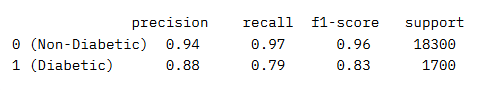 precision recall f1-score support
0 (Non-Diabetic) 0.94 0.97 0.96 18300
1 (Diabetic) 0.88 0.79 0.83 1700